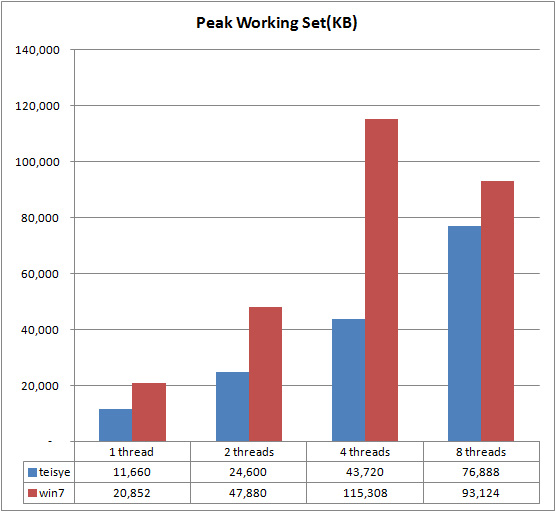 Peak Working Set(KB)
140,000
120,000
100,000
80,000
60,000
40,000
20,000
-
1 thread 2 threads 4 threads 8 threads
teisye 11,660 24,600 43,720 76,888
win7 20,852 47,880 115,308 93,124